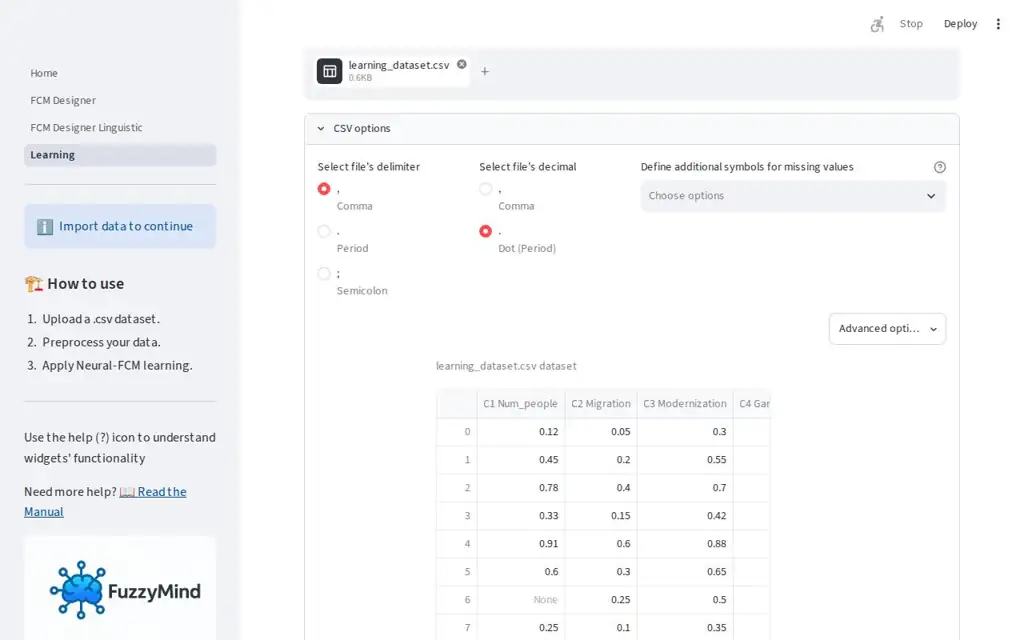 Stop
Deploy
Home
FCM Designer
FCM Designer Linguistic
Learning
Import data to continue
How to use
1. Upload a .csv dataset.
2. Preprocess your data.
3. Apply Neural-FCM learning.
Use the help (?) icon to understand
widgets' functionality
Need more help? Read the
Manual
FuzzyMind
learning_dataset.csv
0.6KB
+
CSV options
Select file's delimiter
,
Comma
.
Period
;
Semicolon
Select file's decimal
,
Comma
.
Dot (Period)
Define additional symbols for missing values
Choose options
Advanced opti...
learning_dataset.csv dataset
C1 Num_people C2 Migration C3 Modernization C4 Gar
0 0.12 0.05 0.3
1 0.45 0.2 0.55
2 0.78 0.4 0.7
3 0.33 0.15 0.42
4 0.91 0.6 0.88
5 0.6 0.3 0.65
6 None 0.25 0.5
7 0.25 0.1 0.35